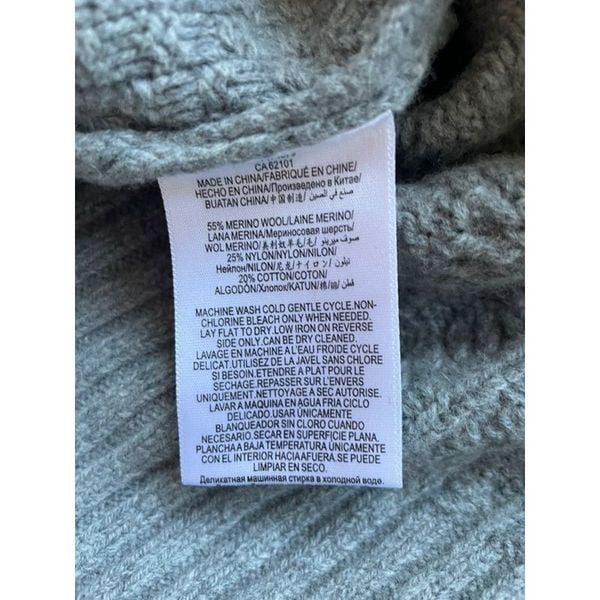 CA 62101
MADE IN CHINA/FABRIQUÉ EN CHINE/
HECHO EN CHINA/Произведено в Китае/
BUATAN CHINA/中国制造/صنع في الصين
55% MERINO WOOL/LAINE MERINO/
LANA MERINA/Мериносовая шерсть/
WOL MERINO/美利奴羊毛/毛/صوف ميرينو
25% NYLON/NYLON/NILON/
Нейлон/NILON/尼龙/ナイロン/نيلون
20% COTTON/COTON/
ALGODÓN/Хлопок/KATUN/棉/綿/قطن
MACHINE WASH COLD GENTLE CYCLE.NON-
CHLORINE BLEACH ONLY WHEN NEEDED.
LAY FLAT TO DRY.LOW IRON ON REVERSE
SIDE ONLY.CAN BE DRY CLEANED.
LAVAGE EN MACHINE A L'EAU FROIDE CYCLE
DELICAT.UTILISEZ DE LA JAVEL SANS CHLORE
SI BESOIN.ETENDRE A PLAT POUR LE
SECHAGE.REPASSER SUR L'ENVERS
UNIQUEMENT.NETTOYAGE A SEC AUTORISE.
LAVAR A MAQUINA EN AGUA FRIA CICLO
DELICADO.USAR ÚNICAMENTE
BLANQUEADOR SIN CLORO CUANDO
NECESARIO.SECAR EN SUPERFICIE PLANA.
PLANCHA A BAJA TEMPERATURA ÚNICAMENTE
CON EL INTERIOR HACIA AFUERA.SE PUEDE
LIMPIAR EN SECO.
Деликатная машинная стирка в холодной воде.